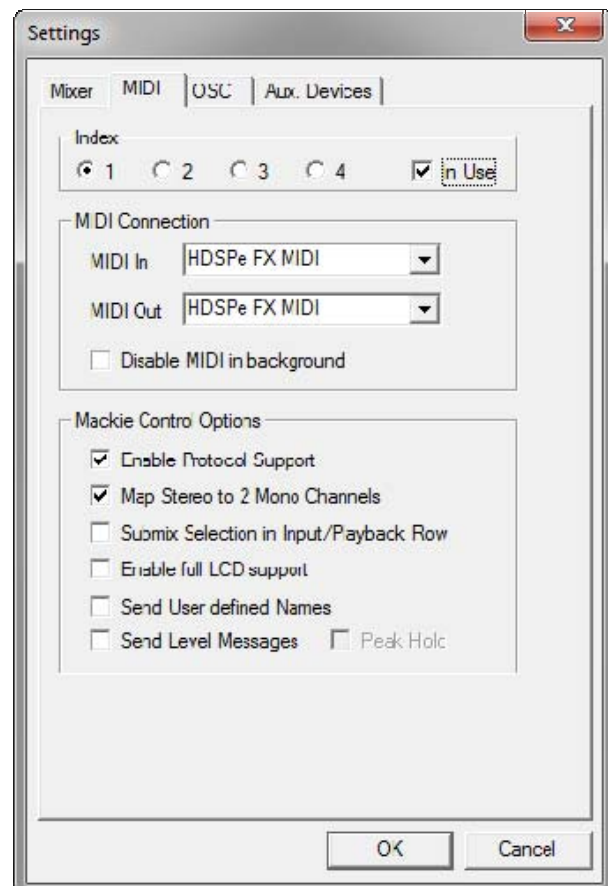 Settings
Mixer MIDI OSC Aux. Devices
Index
1 2 3 4 In Use
MIDI Connection
MIDI In HDSPe FX MIDI
MIDI Out HDSPe FX MIDI
Disable MIDI in background
Mackie Control Options
Enable Protocol Support
Map Stereo to 2 Mono Channels
Submix Selection in Input/Payback Row
Enable full LCD support
Send User defined Names
Send Level Messages Peak Hold
OK Cancel